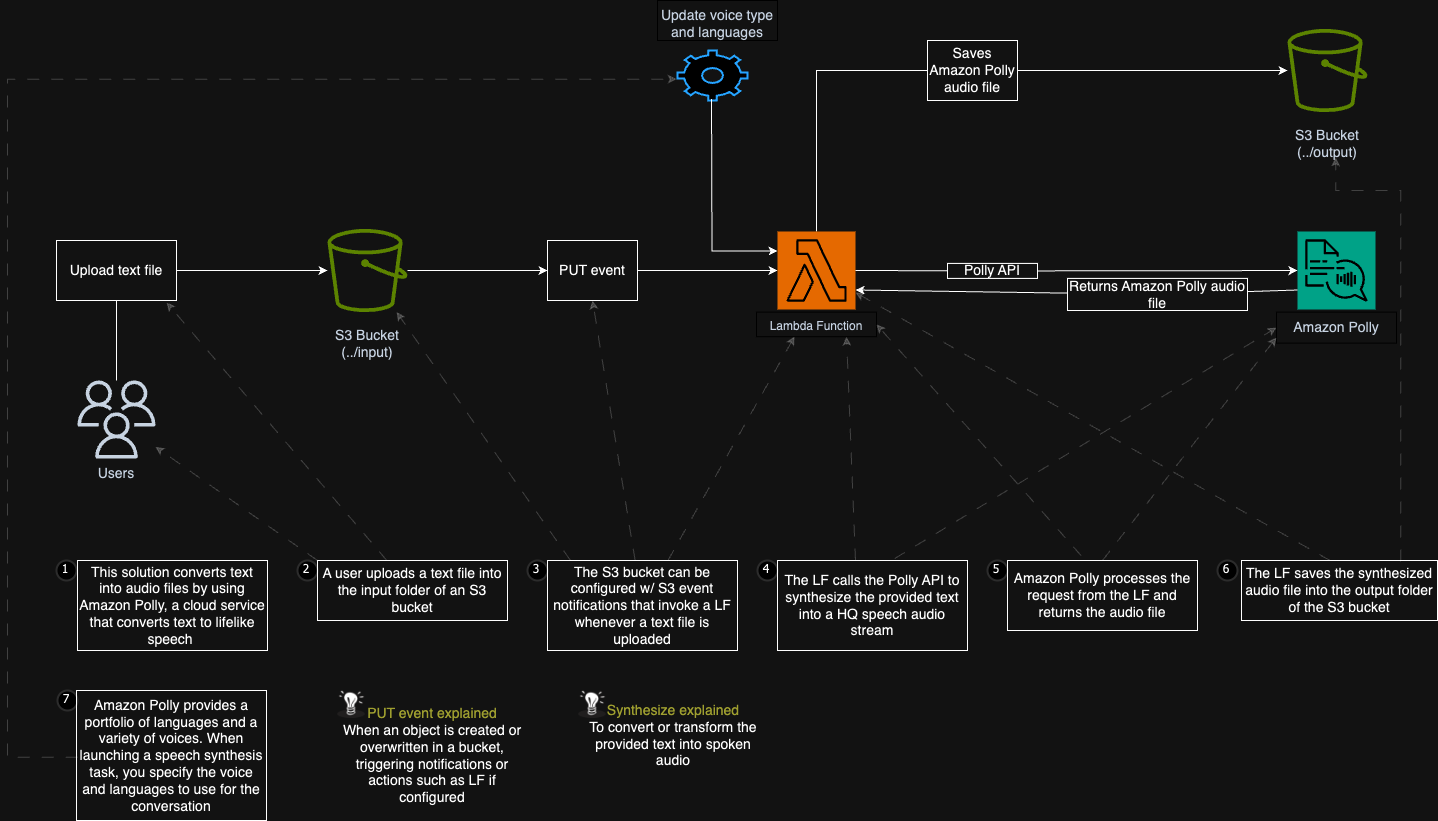 Update voice type
and languages
Saves
Amazon Polly
audio file
S3 Bucket
(../output)
Upload text file
S3 Bucket
(../input)
PUT event
Lambda Function
Polly API
Returns Amazon Polly audio
file
Amazon Polly
Users
1
This solution converts text
into audio files by using
Amazon Polly, a cloud service
that converts text to lifelike
speech
2
A user uploads a text file into
the input folder of an S3
bucket
3
The S3 bucket can be
configured w/ S3 event
notifications that invoke a LF
whenever a text file is
uploaded
4
The LF calls the Polly API to
synthesize the provided text
into a HQ speech audio
stream
5
Amazon Polly processes the
request from the LF and
returns the audio file
6
The LF saves the synthesized
audio file into the output folder
of the S3 bucket
7
Amazon Polly provides a
portfolio of languages and a
variety of voices. When
launching a speech synthesis
task, you specify the voice
and languages to use for the
conversation
PUT event explained
When an object is created or
overwritten in a bucket,
triggering notifications or
actions such as LF if
configured
Synthesize explained
To convert or transform the
provided text into spoken
audio